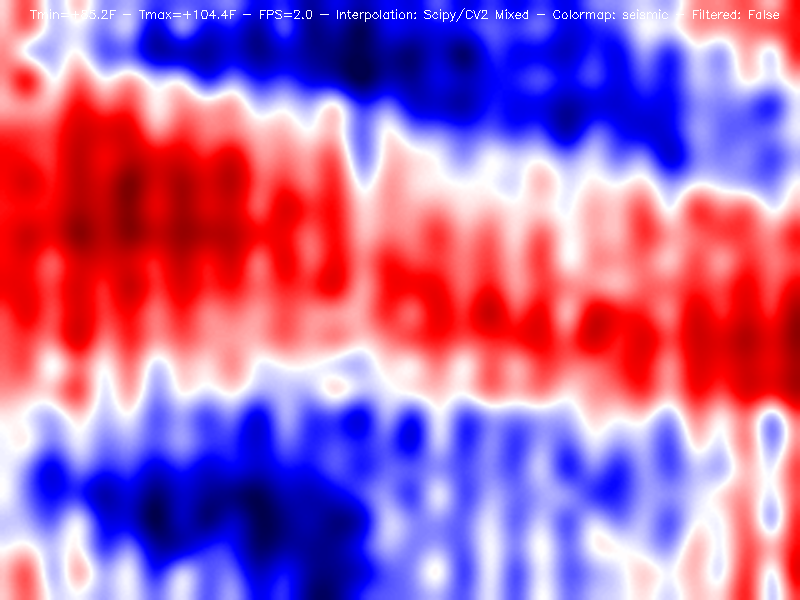 − Tmax=+104.4F − FPS=2.0 − Interpolation: Scipy/CV2 Mixed − Colormap: seismic − Filtered: False